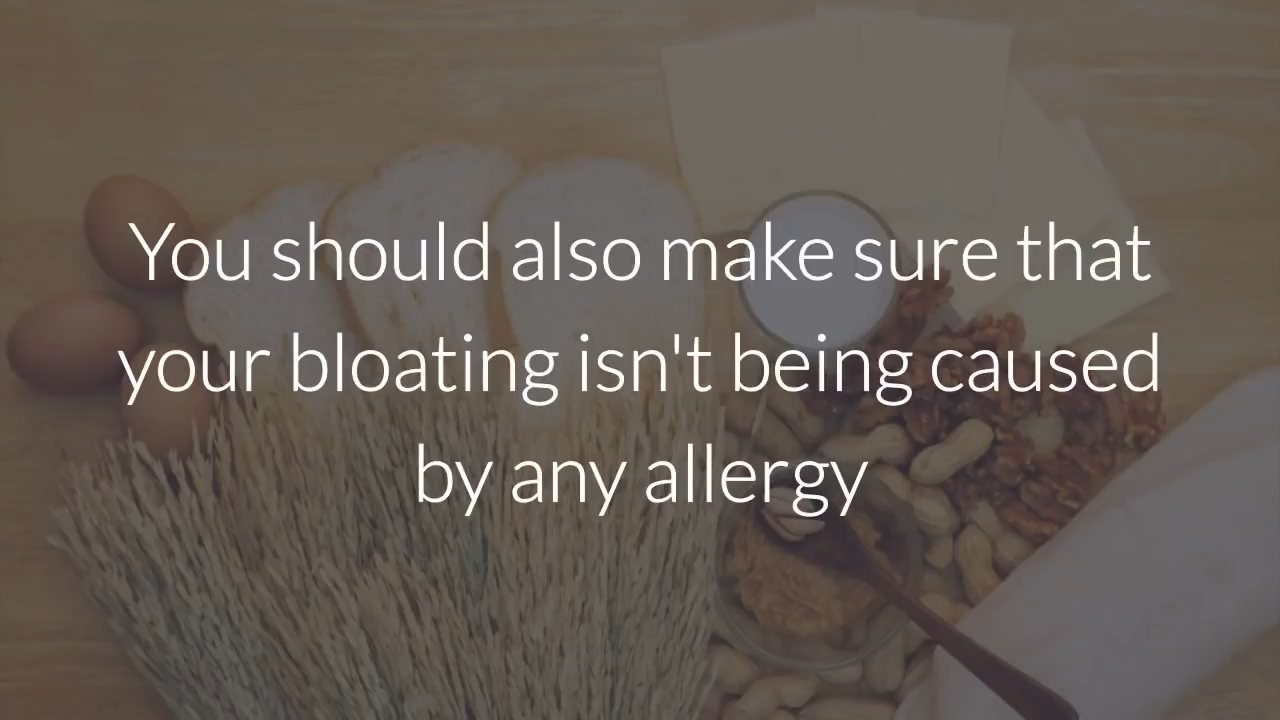 You should also make sure that
your bloating isn't being caused
by any allergy